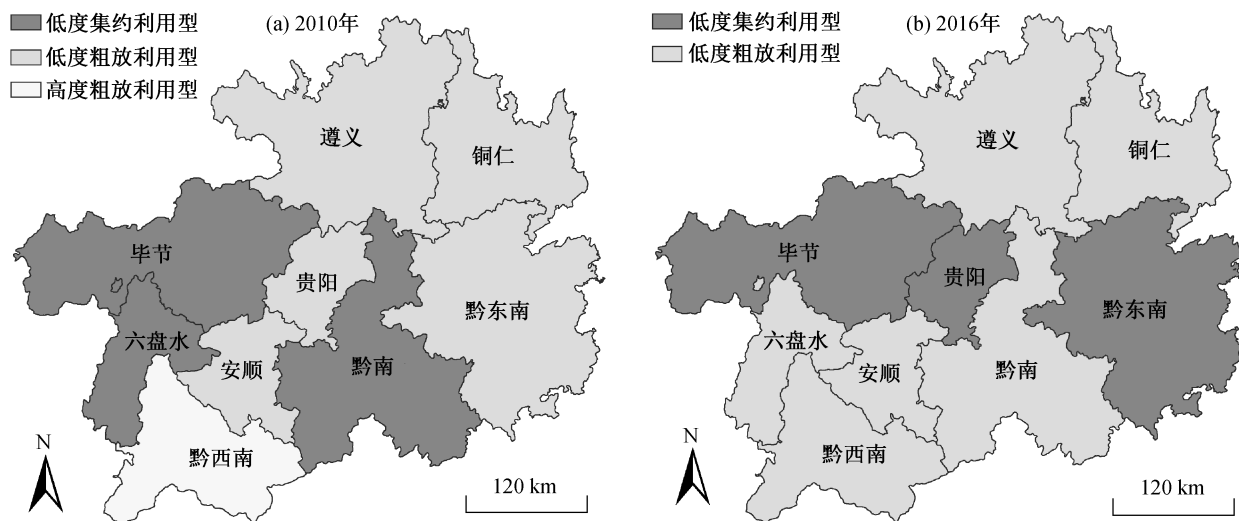 低度集约利用型
(a) 2010年
低度粗放利用型
高度粗放利用型
遵义
铜仁
毕节
贵阳
黔东南
六盘水
安顺
黔南
黔西南
N
120 km
低度集约利用型
(b) 2016年
低度粗放利用型
遵义
铜仁
毕节
贵阳
黔东南
六盘水
安顺
黔南
黔西南
N
120 km